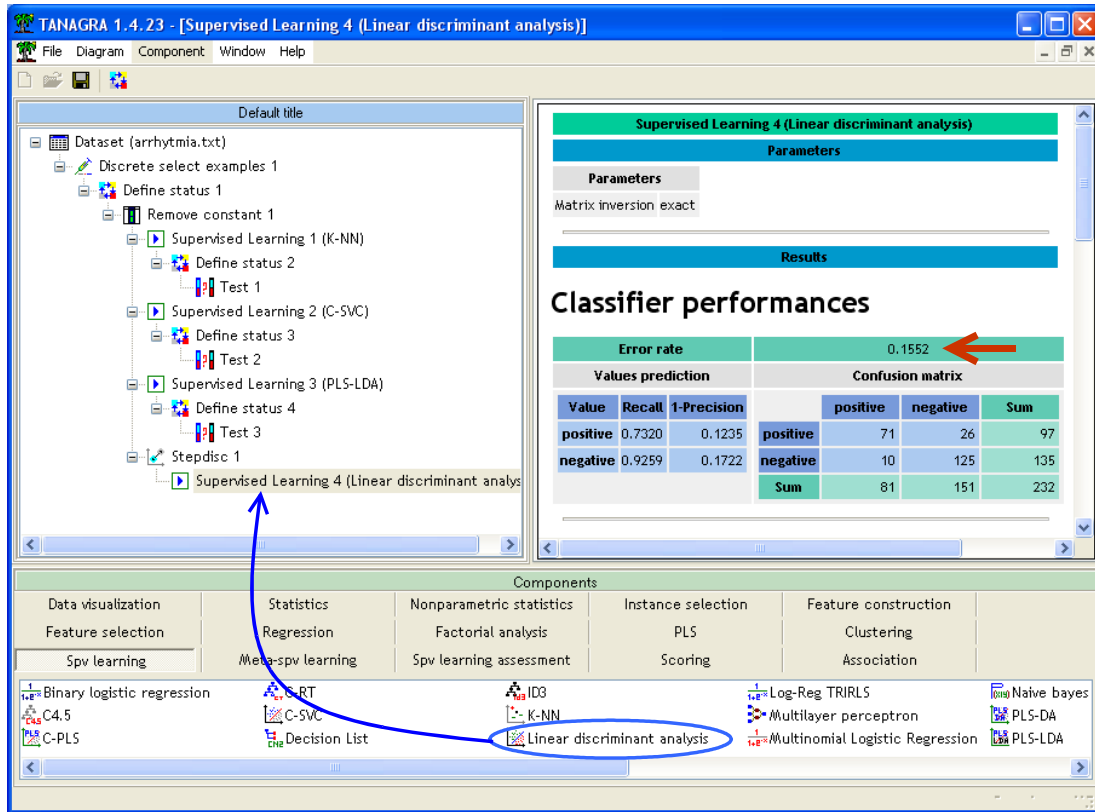 TANAGRA 1.4.23 - [Supervised Learning 4 (Linear discriminant analysis)]
File Diagram Component Window Help
Default title
Dataset (arrhytmia.txt)
Discrete select examples 1
Define status 1
Remove constant 1
Supervised Learning 1 (K-NN)
Define status 2
Test 1
Supervised Learning 2 (C-SVC)
Define status 3
Test 2
Supervised Learning 3 (PLS-LDA)
Define status 4
Test 3
Stepdisc 1
Supervised Learning 4 (Linear discriminant analys
Supervised Learning 4 (Linear discriminant analysis)
Parameters
Parameters
Matrix inversion exact
Results
Classifier performances
Error rate 0.1552
Values prediction Confusion matrix
Value Recall 1-Precision positive negative Sum
positive 0.7320 0.1235 positive 71 26 97
negative 0.9259 0.1722 negative 10 125 135
Sum 81 151 232
Components
Data visualization Statistics Nonparametric statistics Instance selection Feature construction
Feature selection Regression Factorial analysis PLS Clustering
Spv learning Meta-spv learning Spv learning assessment Scoring Association
Binary logistic regression C-RT ID3 Log-Reg TRIRLS Naive bayes
C4.5 C-SVC K-NN Multilayer perceptron PLS-DA
C-PLS Decision List Linear discriminant analysis Multinomial Logistic Regression PLS-LDA